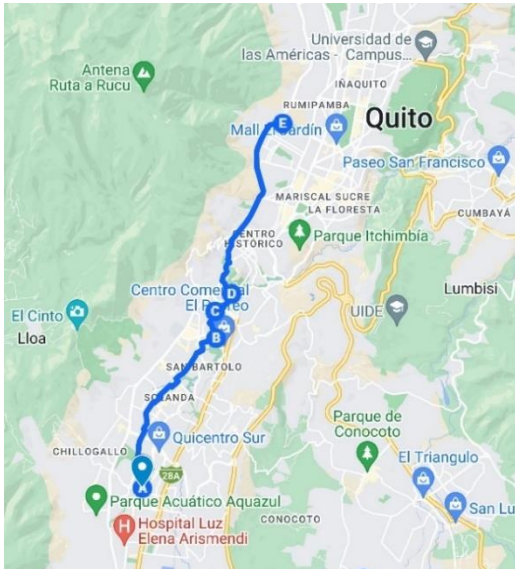 Universidad de
las Américas - Campus...
Antena
Ruta a Rucu
IÑAQUITO
RUMIPAMBA
E
Mall El Jardín
Quito
Paseo San Francisco
MARISCAL SUCRE
LA FLORESTA
CUMBAYÁ
CENTRO
HISTÓRICO
Parque Itchimbía
Centro Comercial
El Recreo
D
C
B
Lumbisi
El Cinto
Lloa
UIDE
SAN BARTOLO
SOLANDA
Parque de
Conocoto
CHILLOGALLO
Quicentro Sur
El Triangulo
28A
A
Parque Acuático Aquazul
San Lu
Hospital Luz
Elena Arismendi
CONOCOTO